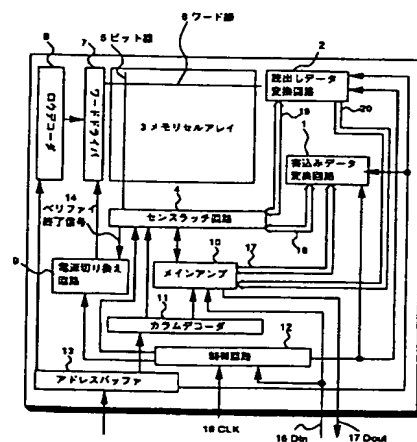 6 ワード線
5 ビット線
8
7
2
ロウデコーダ
ワードドライバ
3 メモリセルアレイ
読出しデータ
変換回路
19
20
1
書込みデータ
変換回路
14
ベリファイ
終了信号
4
センスラッチ回路
18
9
電源切り換え
回路
10
17
メインアンプ
11
カラムデコーダ
12
制御回路
13
アドレスバッファ
18 CLK
16 Din
17 Dout